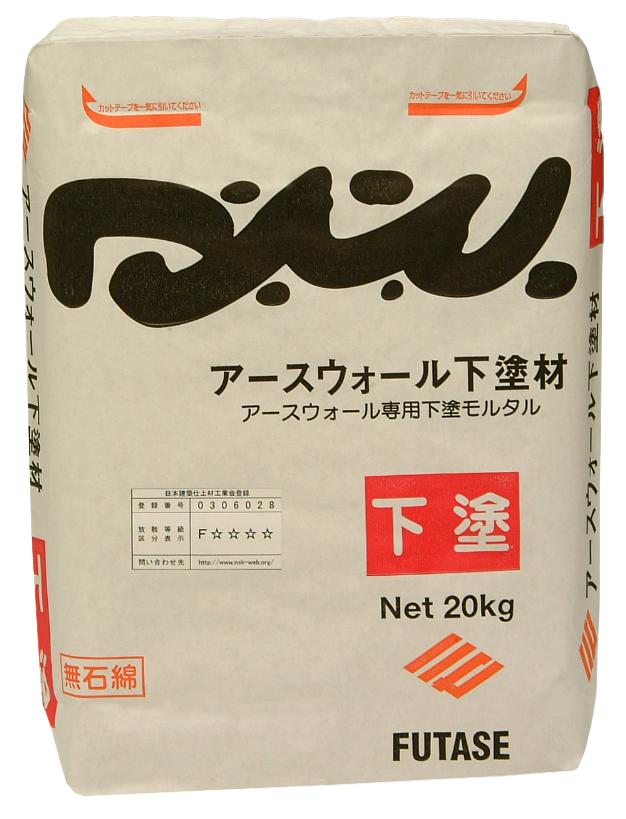 カットテープを一気に引いてください
カットテープを一気に引いてください
アースウォール下塗材
アースウォール専用下塗モルタル
日本建築仕上材工業会登録
登録番号 0306028
放散等級
区分表示 F☆☆☆☆
問い合わせ先 http://www.nsk-web.org/
下塗
Net 20kg
無石綿
FUTASE
アースウォール下塗材
下塗
下塗
アースウォール下塗材